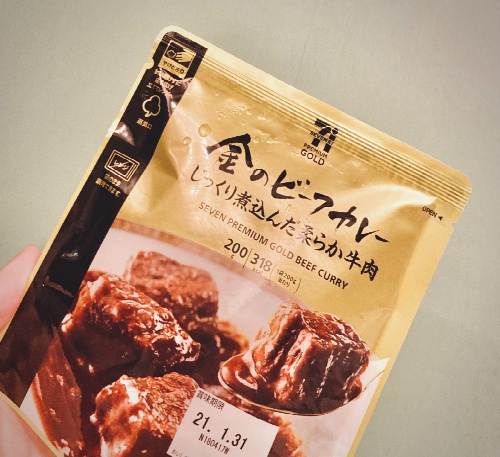 SEVEN
PREMIUM
GOLD
OPEN
金のビーフカレー
じっくり煮込んだ柔らか牛肉
SEVEN PREMIUM GOLD BEEF CURRY
200 318
賞味期限
21.1.31